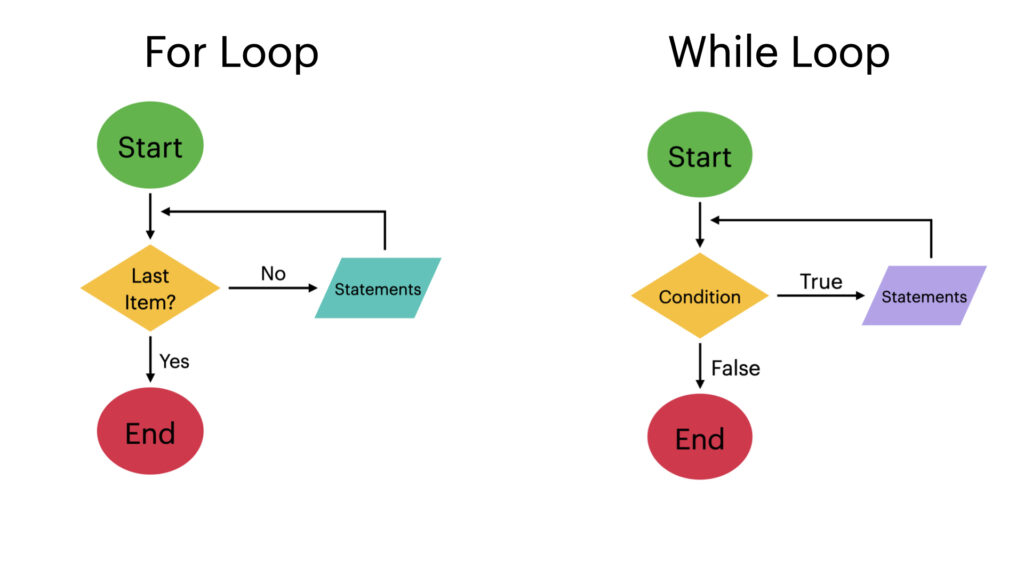 For Loop
Start
Last
Item?
No
Statements
Yes
End
While Loop
Start
Condition
True
Statements
False
End